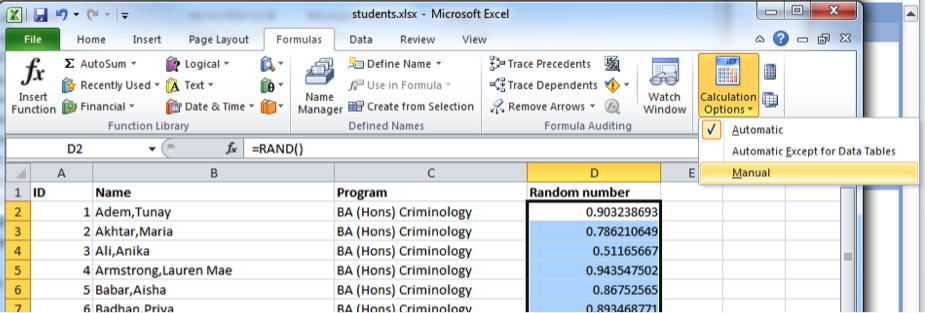 students.xlsx - Microsoft Excel
File Home Insert Page Layout Formulas Data Review View
Σ AutoSum Logical Define Name Trace Precedents
Recently Used Text Use in Formula Trace Dependents
Insert Function Financial Date & Time Name Manager Create from Selection Remove Arrows Watch Window Calculation Options
Function Library Defined Names Formula Auditing
Automatic
Automatic Except for Data Tables
Manual
D2 fx =RAND()
A B C D E
1 ID Name Program Random number
2 1 Adem,Tunay BA (Hons) Criminology 0.903238693
3 2 Akhtar,Maria BA (Hons) Criminology 0.786210649
4 3 Ali,Anika BA (Hons) Criminology 0.51165667
5 4 Armstrong,Lauren Mae BA (Hons) Criminology 0.943547502
6 5 Babar,Aisha BA (Hons) Criminology 0.86752565
7 6 Badhan,Priya BA (Hons) Criminology 0.893468771